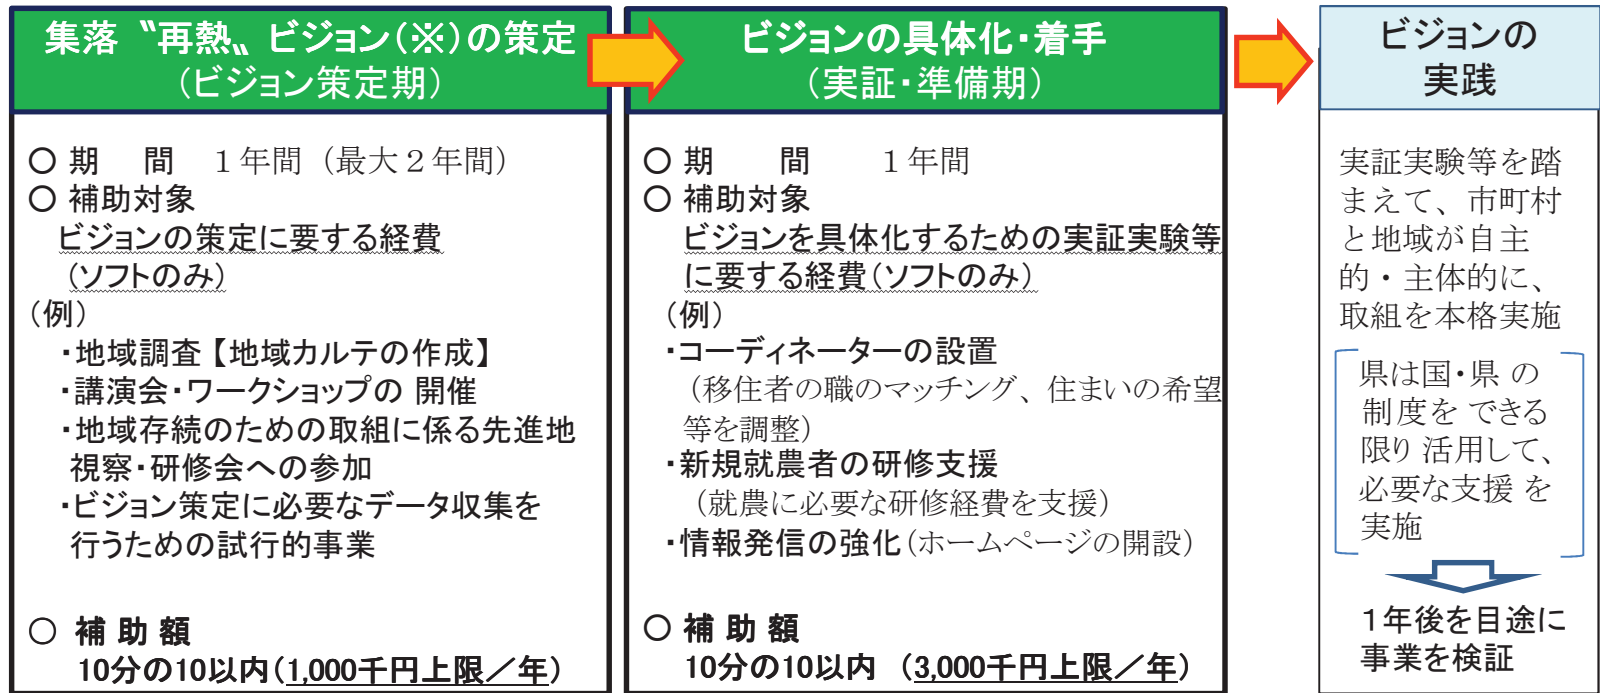 集落〝再熱〟ビジョン(※)の策定
(ビジョン策定期)
○ 期　間　１年間（最大２年間）
○ 補助対象
ビジョンの策定に要する経費
(ソフトのみ)
(例)
・地域調査【地域カルテの作成】
・講演会・ワークショップの 開催
・地域存続のための取組に係る先進地
視察・研修会への参加
・ビジョン策定に必要なデータ収集を
行うための試行的事業
○ 補 助 額
10分の10以内(1,000千円上限／年)
ビジョンの具体化・着手
(実証・準備期)
○ 期　　間　　１年間
○ 補助対象
ビジョンを具体化するための実証実験等
に要する経費(ソフトのみ)
(例)
・コーディネーターの設置
(移住者の職のマッチング、住まいの希望
等を調整)
・新規就農者の研修支援
(就農に必要な研修経費を支援)
・情報発信の強化(ホームページの開設)
○ 補 助 額
10分の10以内 (3,000千円上限／年)
ビジョンの
実践
実証実験等を踏
まえて、市町村
と地域が自主
的・主体的に、
取組を本格実施
県は国・県 の
制度を できる
限り 活用して、
必要な支援 を
実施
１年後を目途に
事業を検証